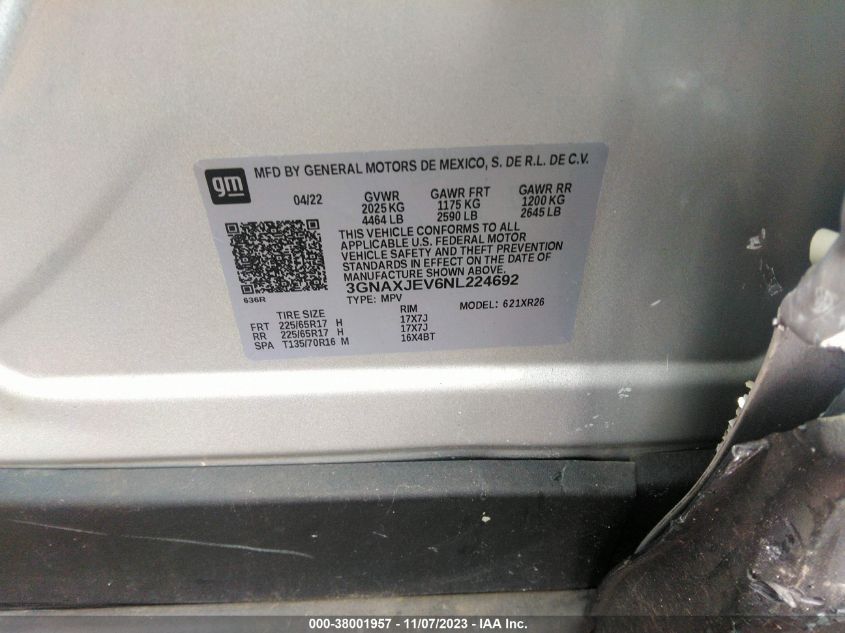 gm
MFD BY GENERAL MOTORS DE MEXICO, S. DE R.L. DE C.V.
04/22 GVWR GAWR FRT GAWR RR
2025 KG 1175 KG 1200 KG
4464 LB 2590 LB 2645 LB
THIS VEHICLE CONFORMS TO ALL
APPLICABLE U.S. FEDERAL MOTOR
VEHICLE SAFETY AND THEFT PREVENTION
STANDARDS IN EFFECT ON THE DATE OF
MANUFACTURE SHOWN ABOVE.
3GNAXJEV6NL224692
636R
TYPE: MPV MODEL: 621XR26
TIRE SIZE RIM
FRT 225/65R17 H 17X7J
RR 225/65R17 H 17X7J
SPA T135/70R16 M 16X4BT
000-38001957 - 11/07/2023 - IAA Inc.